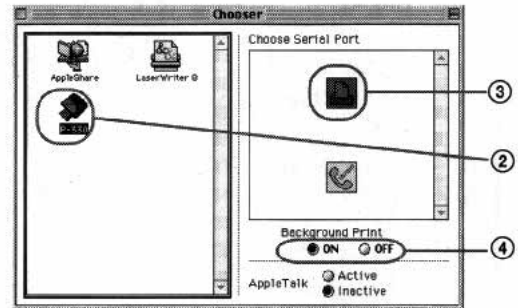 Chooser
Choose Serial Port
AppleShare
LaserWriter 8
③
②
Background Print
ON OFF
④
AppleTalk
Active
Inactive